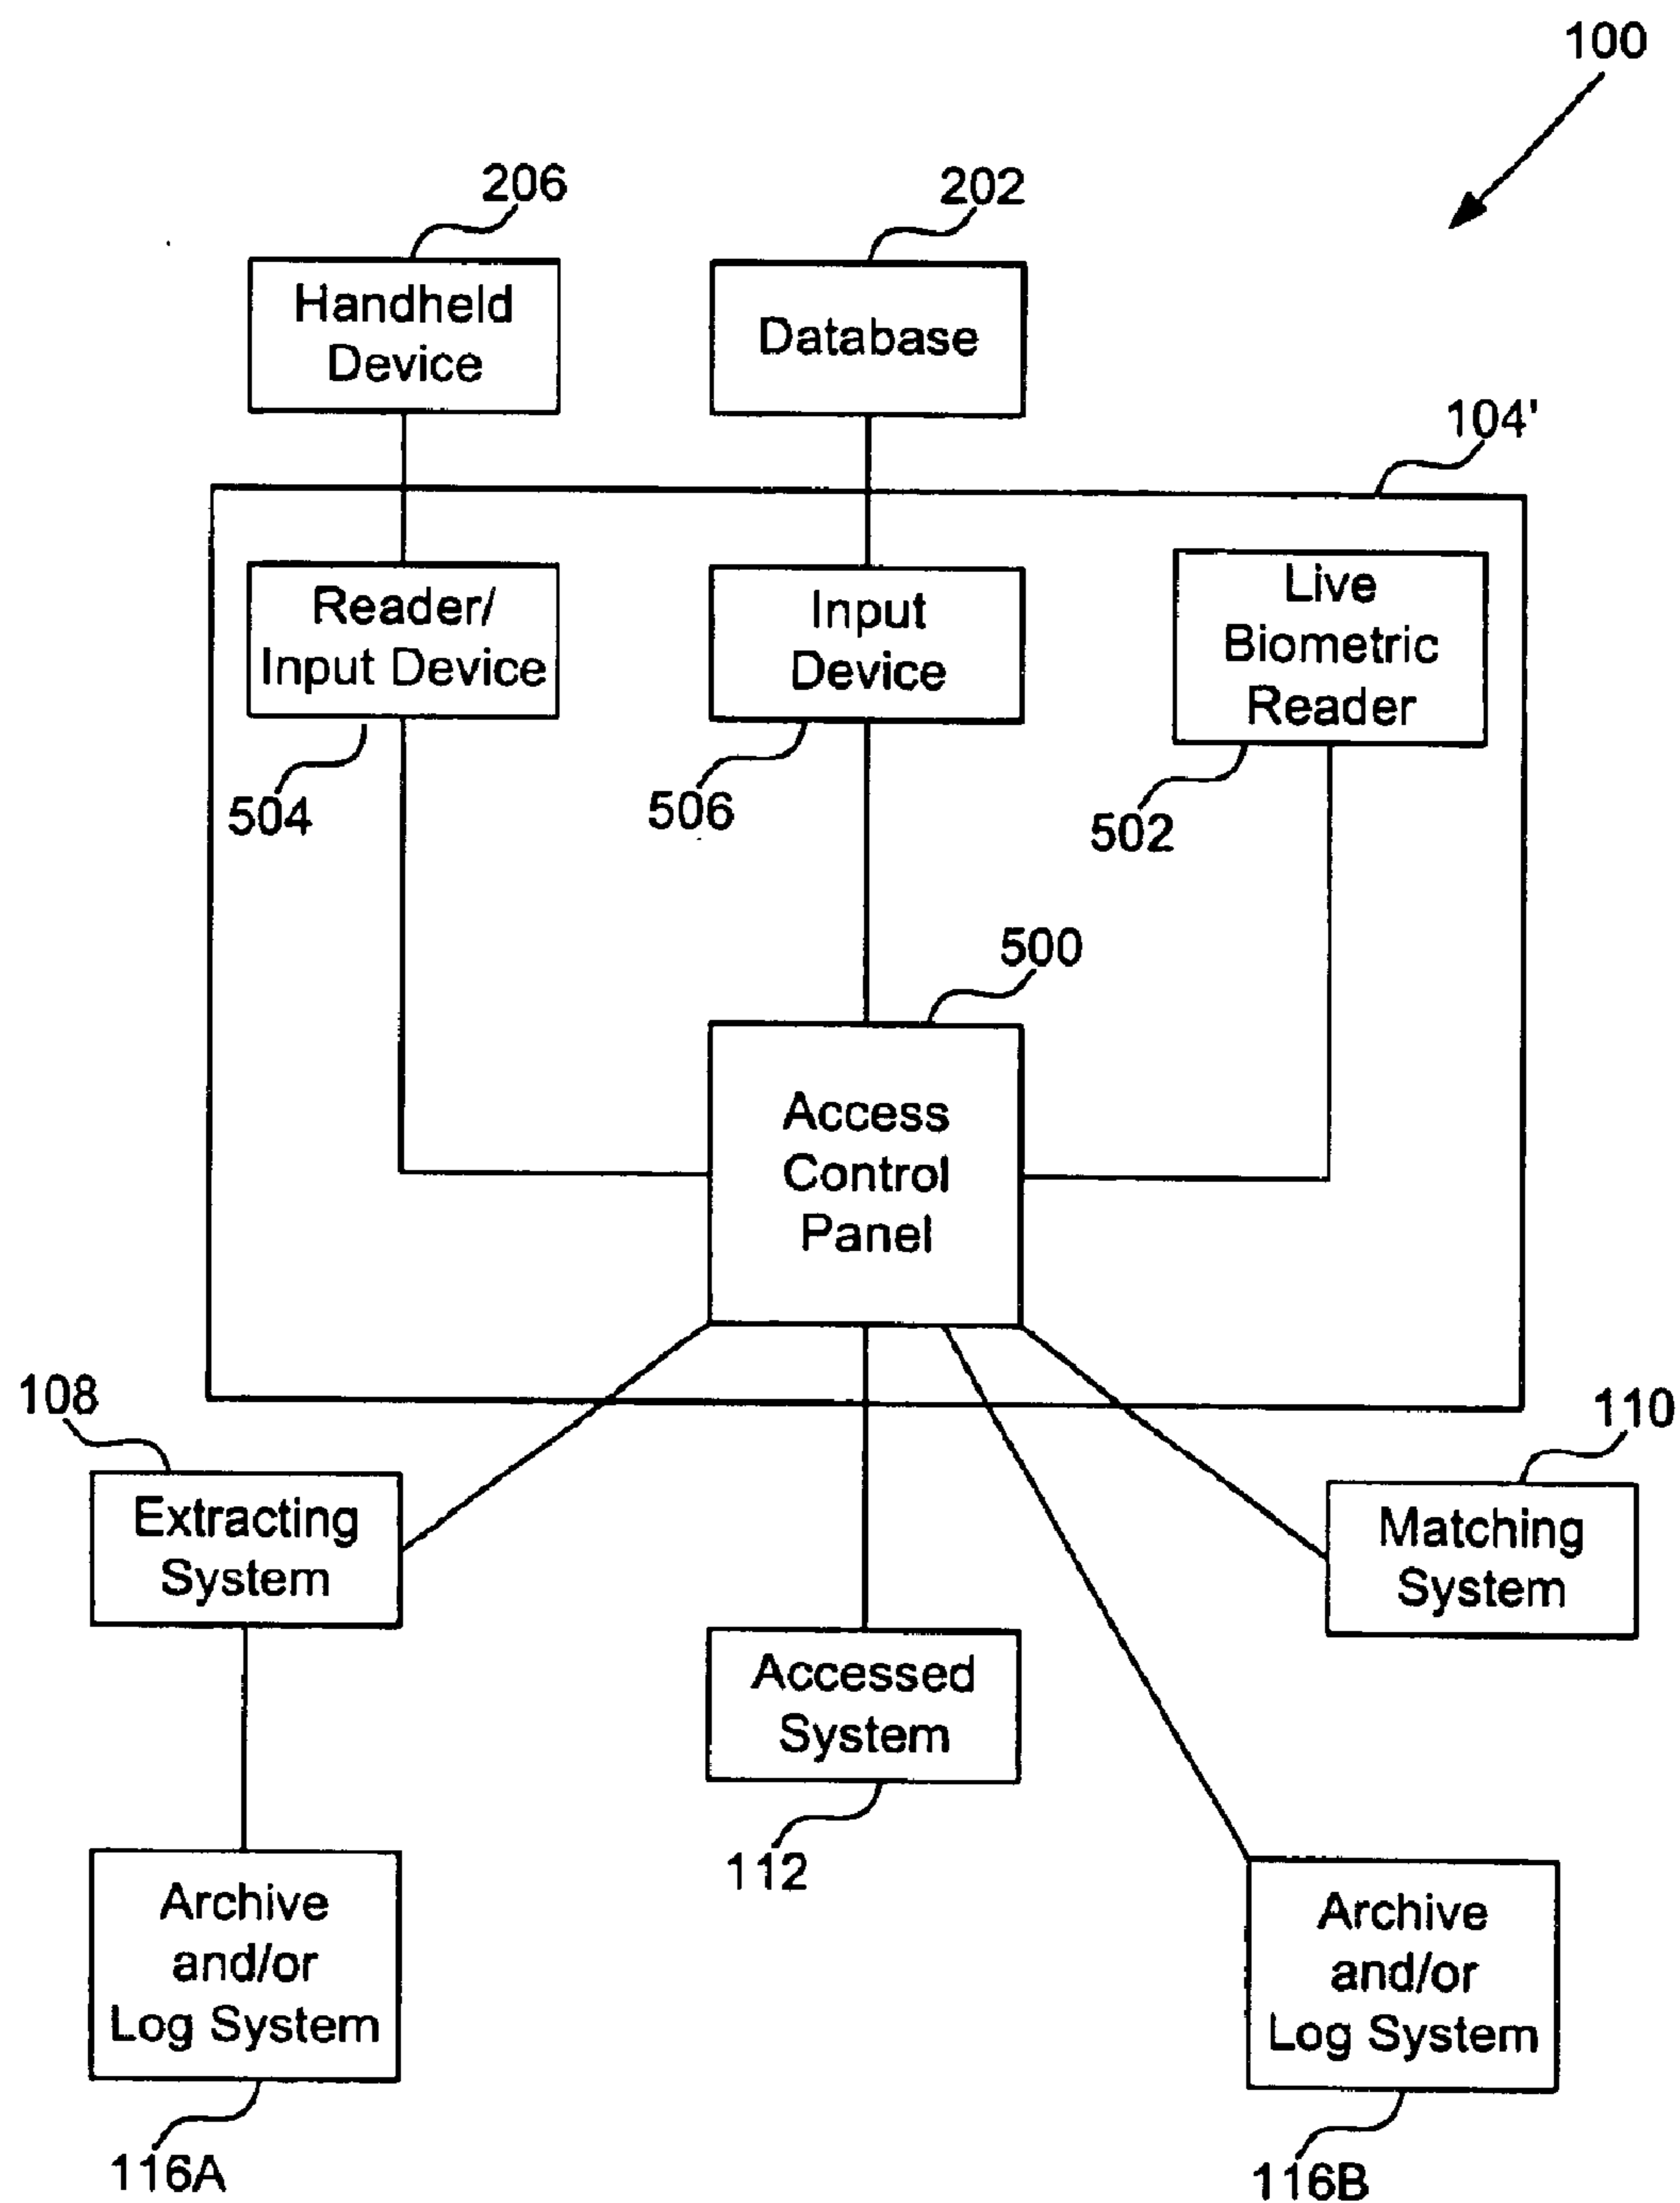 100
206
202
Handheld
Device
Database
104'
Reader/
Input Device
Input
Device
Live
Biometric
Reader
504
506
502
500
Access
Control
Panel
108
110
Extracting
System
Matching
System
Accessed
System
112
Archive
and/or
Log System
Archive
and/or
Log System
116A
116B